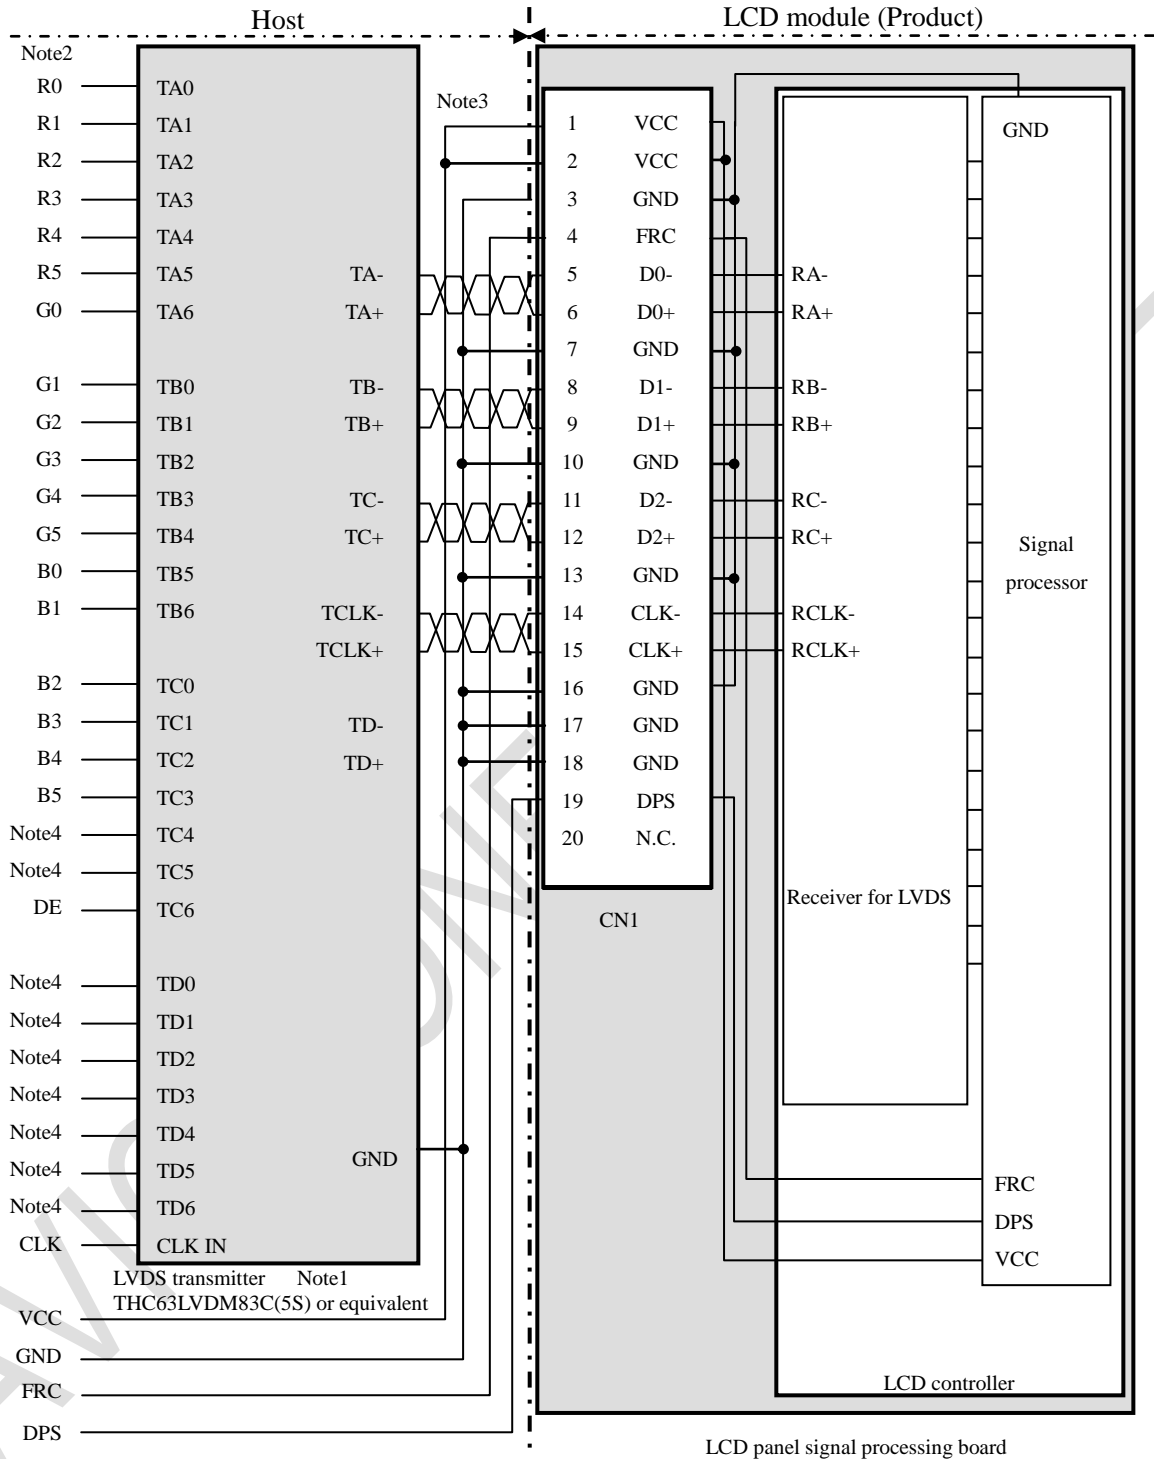 Host
LCD module (Product)
Note2
R0 TA0
R1 TA1
R2 TA2
R3 TA3
R4 TA4
R5 TA5 TA-
G0 TA6 TA+
G1 TB0 TB-
G2 TB1 TB+
G3 TB2
G4 TB3 TC-
G5 TB4 TC+
B0 TB5
B1 TB6 TCLK-
TCLK+
B2 TC0
B3 TC1 TD-
B4 TC2 TD+
B5 TC3
Note4 TC4
Note4 TC5
DE TC6
Note4 TD0
Note4 TD1
Note4 TD2
Note4 TD3
Note4 TD4
GND
Note4 TD5
Note4 TD6
CLK CLK IN
LVDS transmitter Note1
THC63LVDM83C(5S) or equivalent
VCC
GND
FRC
DPS
Note3
1 VCC
2 VCC
3 GND
4 FRC
5 D0-
6 D0+
7 GND
8 D1-
9 D1+
10 GND
11 D2-
12 D2+
13 GND
14 CLK-
15 CLK+
16 GND
17 GND
18 GND
19 DPS
20 N.C.
CN1
RA-
RA+
RB-
RB+
RC-
RC+
RCLK-
RCLK+
Receiver for LVDS
GND
Signal
processor
FRC
DPS
VCC
LCD controller
LCD panel signal processing board